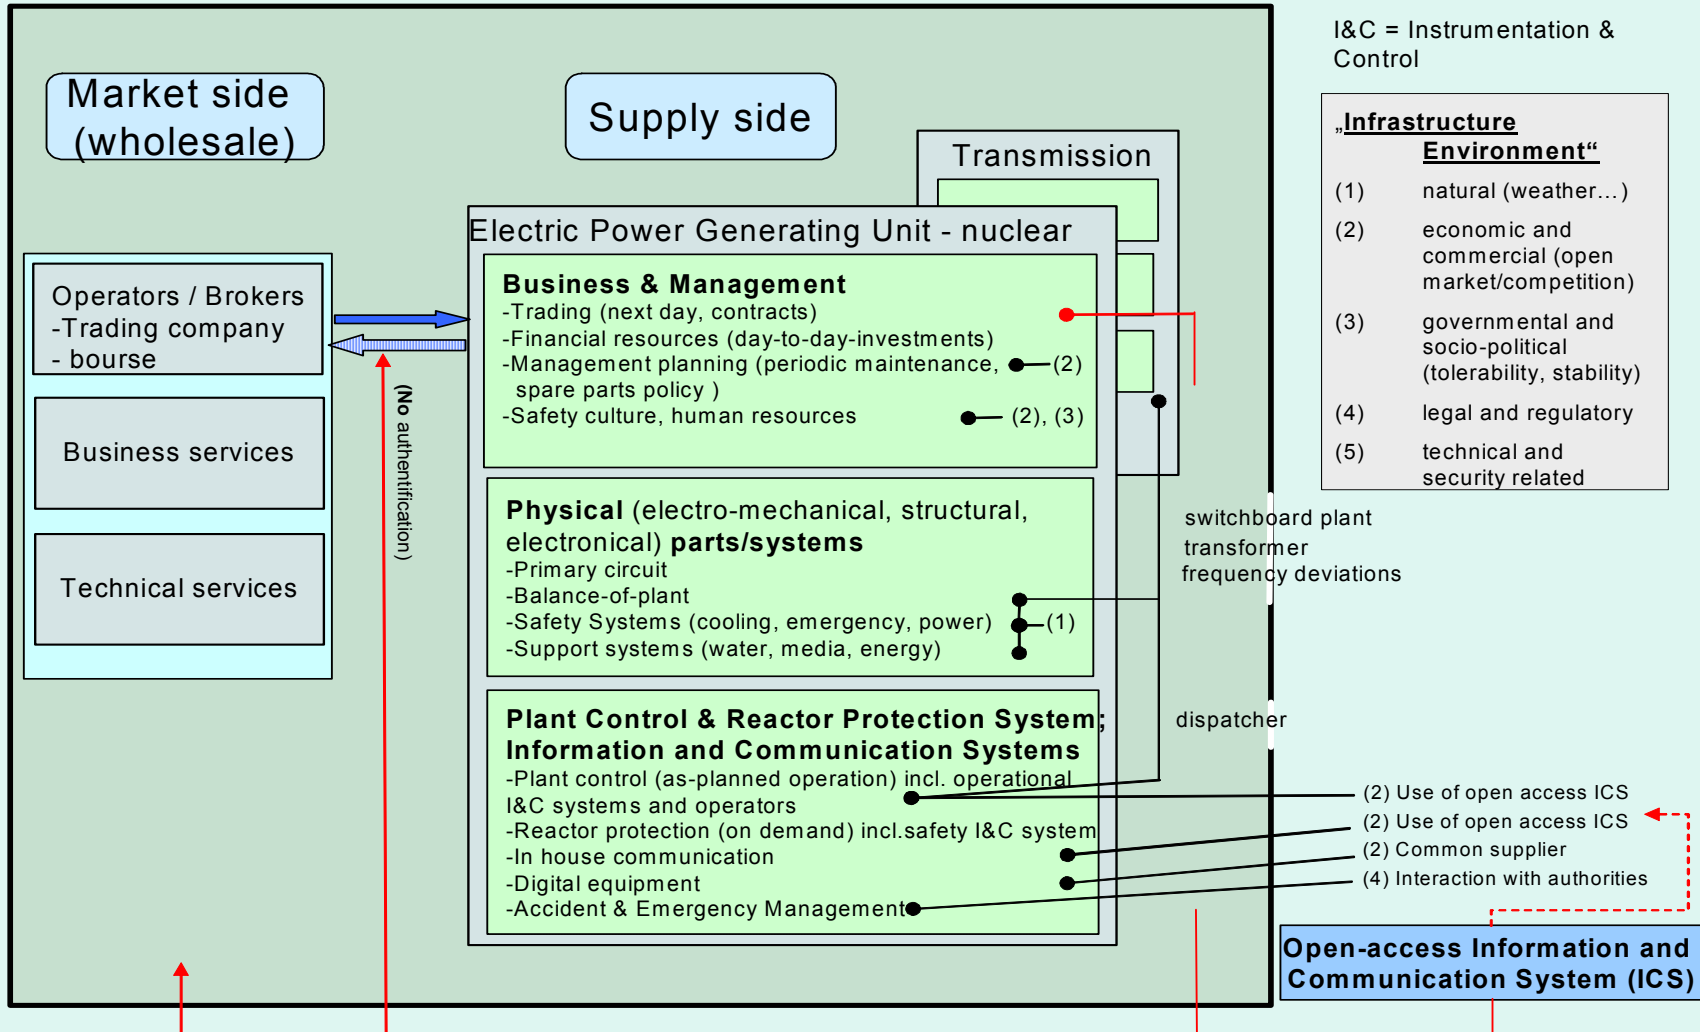 Market side
(wholesale)
Supply side
I&C = Instrumentation &
Control
„Infrastructure
Environment“
(1) natural (weather…)
(2) economic and
commercial (open
market/competition)
(3) governmental and
socio-political
(tolerability, stability)
(4) legal and regulatory
(5) technical and
security related
Transmission
Electric Power Generating Unit - nuclear
Operators / Brokers
-Trading company
- bourse
Business services
Technical services
(No authentification)
Business & Management
-Trading (next day, contracts)
-Financial resources (day-to-day-investments)
-Management planning (periodic maintenance, (2)
spare parts policy )
-Safety culture, human resources (2), (3)
Physical (electro-mechanical, structural,
electronical) parts/systems
-Primary circuit
-Balance-of-plant
-Safety Systems (cooling, emergency, power) (1)
-Support systems (water, media, energy)
switchboard plant
transformer
frequency deviations
Plant Control & Reactor Protection System;
Information and Communication Systems
-Plant control (as-planned operation) incl. operational
I&C systems and operators
-Reactor protection (on demand) incl.safety I&C system
-In house communication
-Digital equipment
-Accident & Emergency Management
dispatcher
(2) Use of open access ICS
(2) Use of open access ICS
(2) Common supplier
(4) Interaction with authorities
Open-access Information and
Communication System (ICS)